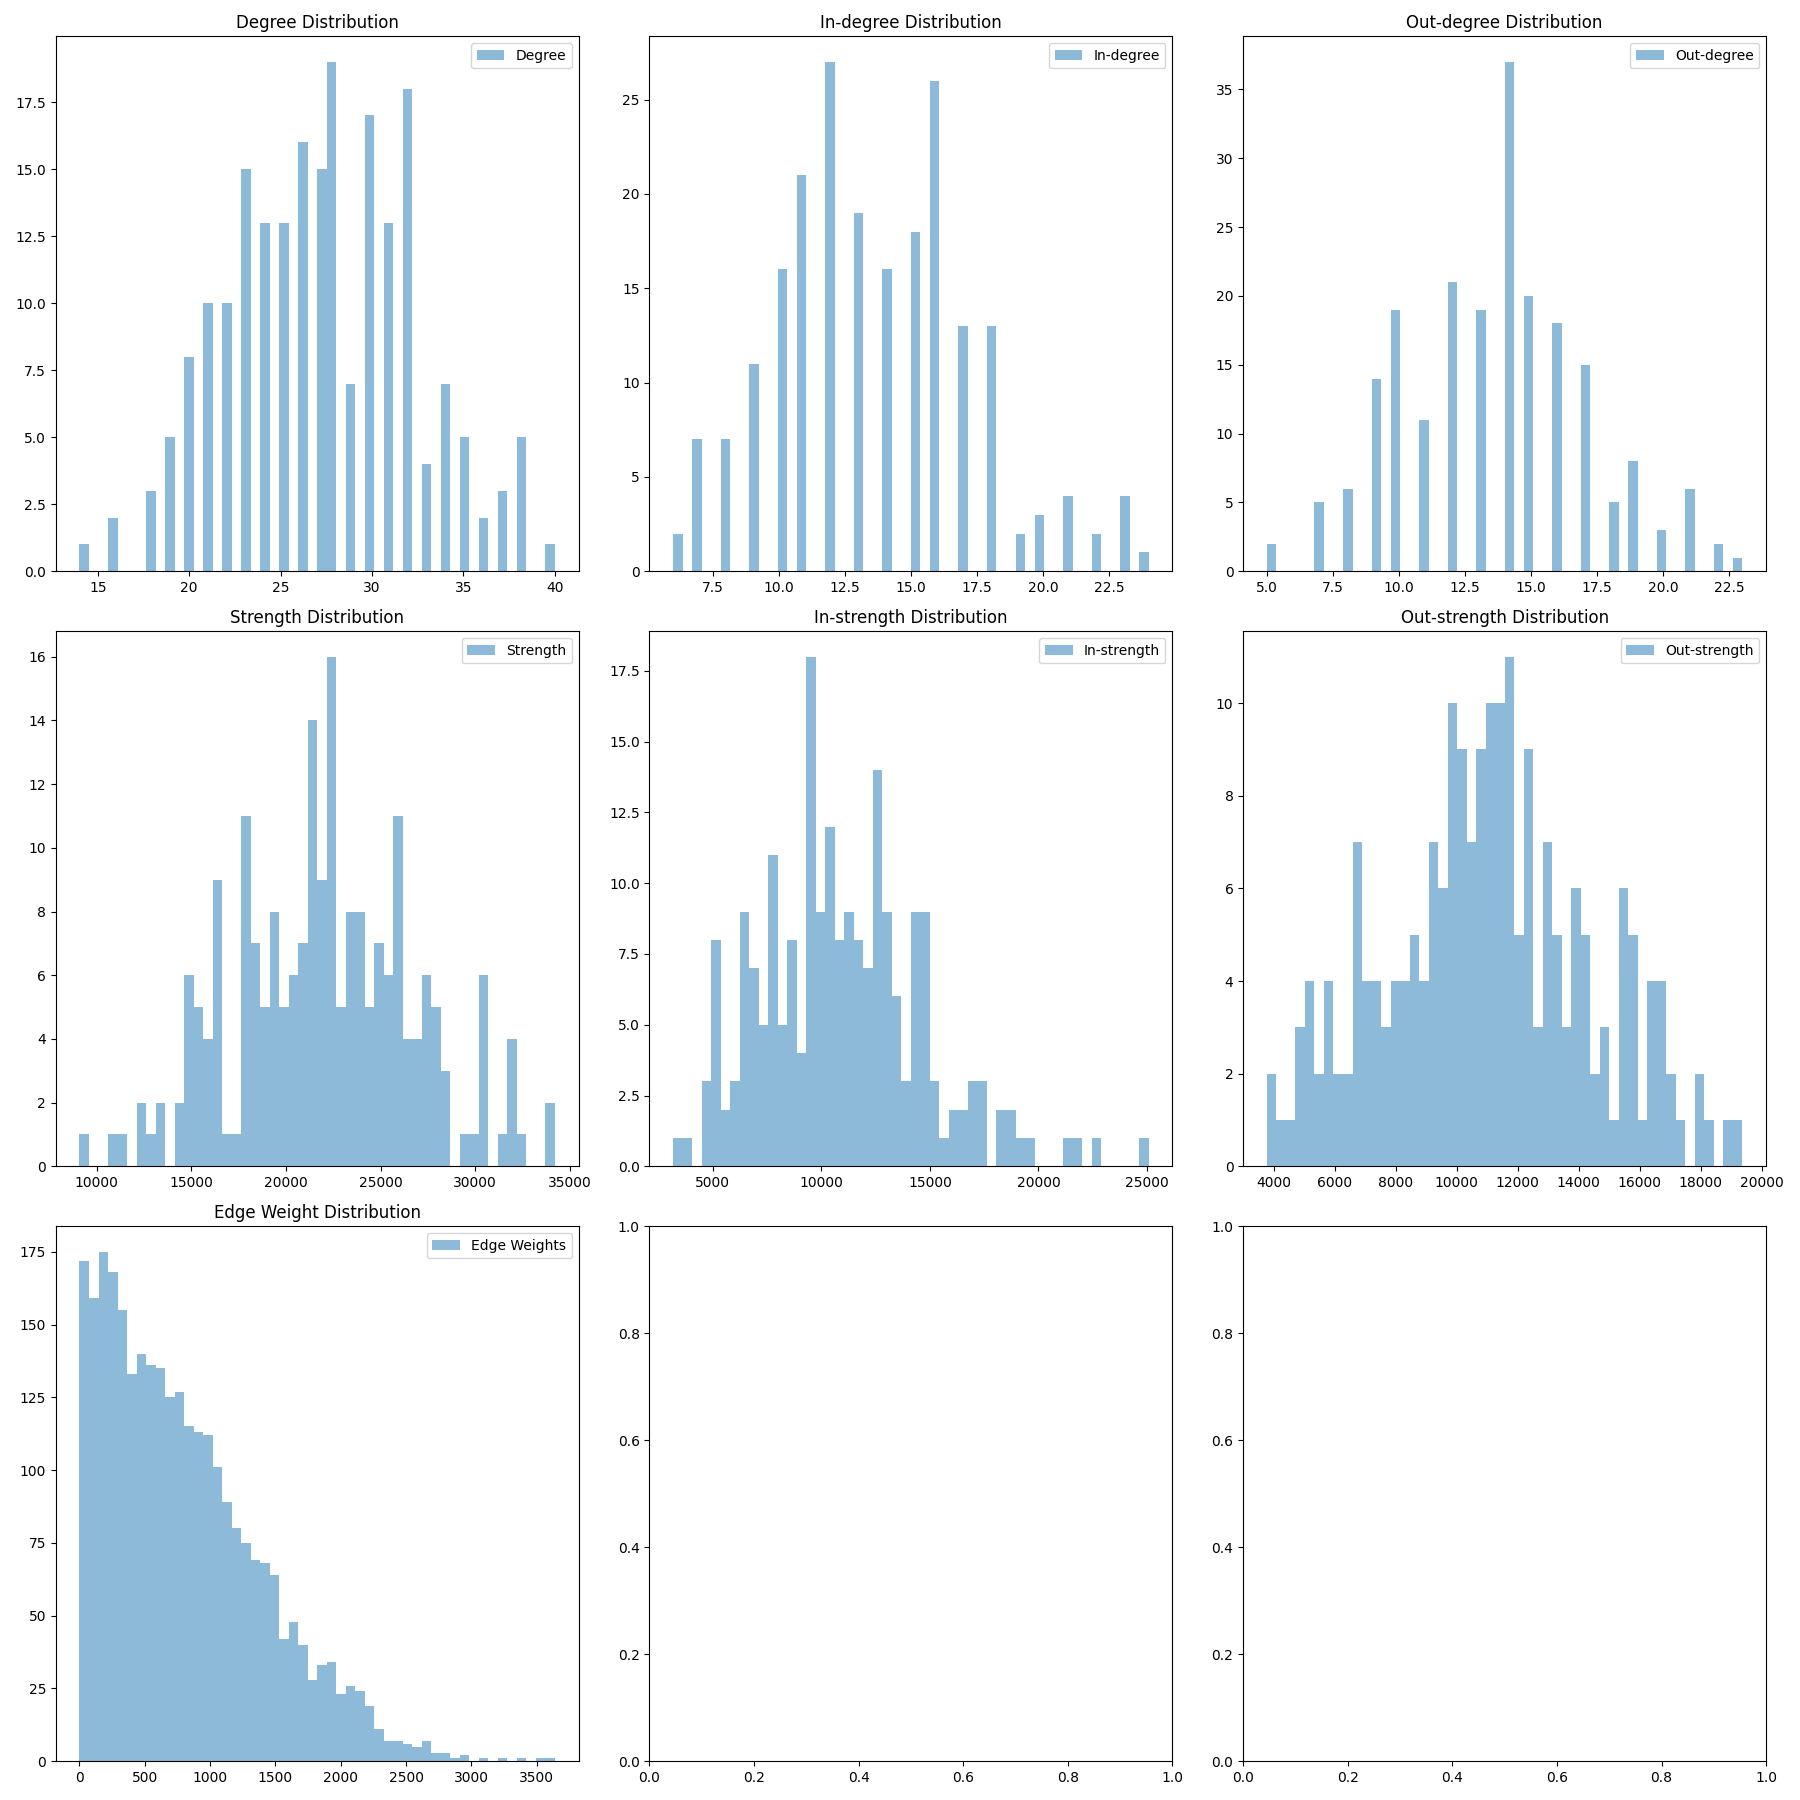 Degree Distribution
Degree
0.0
2.5
5.0
7.5
10.0
12.5
15.0
17.5
15 20 25 30 35 40
In-degree Distribution
In-degree
0
5
10
15
20
25
7.5 10.0 12.5 15.0 17.5 20.0 22.5
Out-degree Distribution
Out-degree
0
5
10
15
20
25
30
35
5.0 7.5 10.0 12.5 15.0 17.5 20.0 22.5
Strength Distribution
Strength
0
2
4
6
8
10
12
14
16
10000 15000 20000 25000 30000 35000
In-strength Distribution
In-strength
0.0
2.5
5.0
7.5
10.0
12.5
15.0
17.5
5000 10000 15000 20000 25000
Out-strength Distribution
Out-strength
0
2
4
6
8
10
4000 6000 8000 10000 12000 14000 16000 18000 20000
Edge Weight Distribution
Edge Weights
0
25
50
75
100
125
150
175
0 500 1000 1500 2000 2500 3000 3500
0.0
0.2
0.4
0.6
0.8
1.0
0.0 0.2 0.4 0.6 0.8 1.0
0.0
0.2
0.4
0.6
0.8
1.0
0.0 0.2 0.4 0.6 0.8 1.0